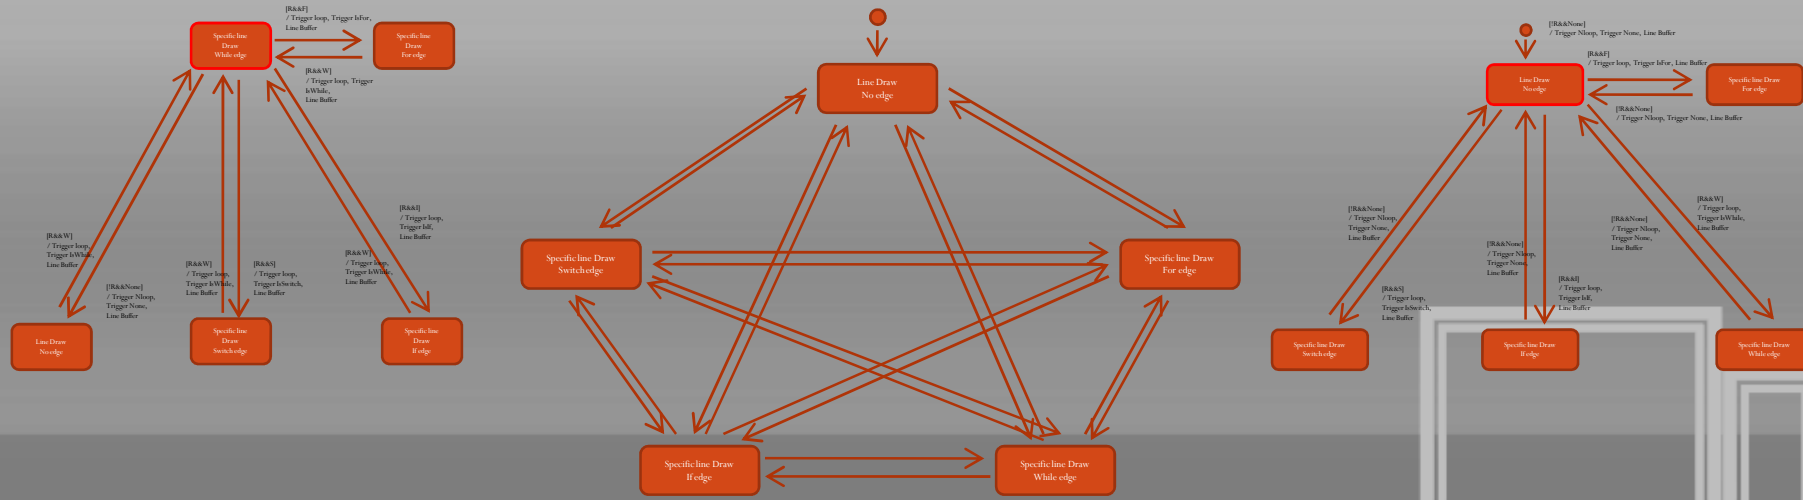 [R&&F]
/ Trigger loop, Trigger IsFor,
Line Buffer
Specific line
Draw
While edge
Specific line
Draw
For edge
[R&&W]
/ Trigger loop, Trigger
IsWhile,
Line Buffer
[R&&I]
/ Trigger loop,
Trigger IsIf,
Line Buffer
[R&&W]
/ Trigger loop,
Trigger IsWhile,
Line Buffer
[R&&W]
/ Trigger loop,
Trigger IsWhile,
Line Buffer
[R&&W]
/ Trigger loop,
Trigger IsWhile,
Line Buffer
[R&&S]
/ Trigger loop,
Trigger IsSwitch,
Line Buffer
[!R&&None]
/ Trigger Nloop,
Trigger None,
Line Buffer
Line Draw
No edge
Specific line
Draw
Switch edge
Specific line
Draw
If edge
Line Draw
No edge
Specific line Draw
Switch edge
Specific line Draw
For edge
Specific line Draw
If edge
Specific line Draw
While edge
[!R&&None]
/ Trigger Nloop, Trigger None, Line Buffer
[R&&F]
/ Trigger loop, Trigger IsFor, Line Buffer
Line Draw
No edge
Specific line Draw
For edge
[!R&&None]
/ Trigger Nloop, Trigger None, Line Buffer
[R&&W]
/ Trigger loop,
Trigger IsWhile,
Line Buffer
[!R&&None]
/ Trigger Nloop,
Trigger None,
Line Buffer
[!R&&None]
/ Trigger Nloop,
Trigger None,
Line Buffer
[!R&&None]
/ Trigger Nloop,
Trigger None,
Line Buffer
[R&&I]
/ Trigger loop,
Trigger IsIf,
Line Buffer
[R&&S]
/ Trigger loop,
Trigger IsSwitch,
Line Buffer
Specific line Draw
Switch edge
Specific line Draw
If edge
Specific line Draw
While edge